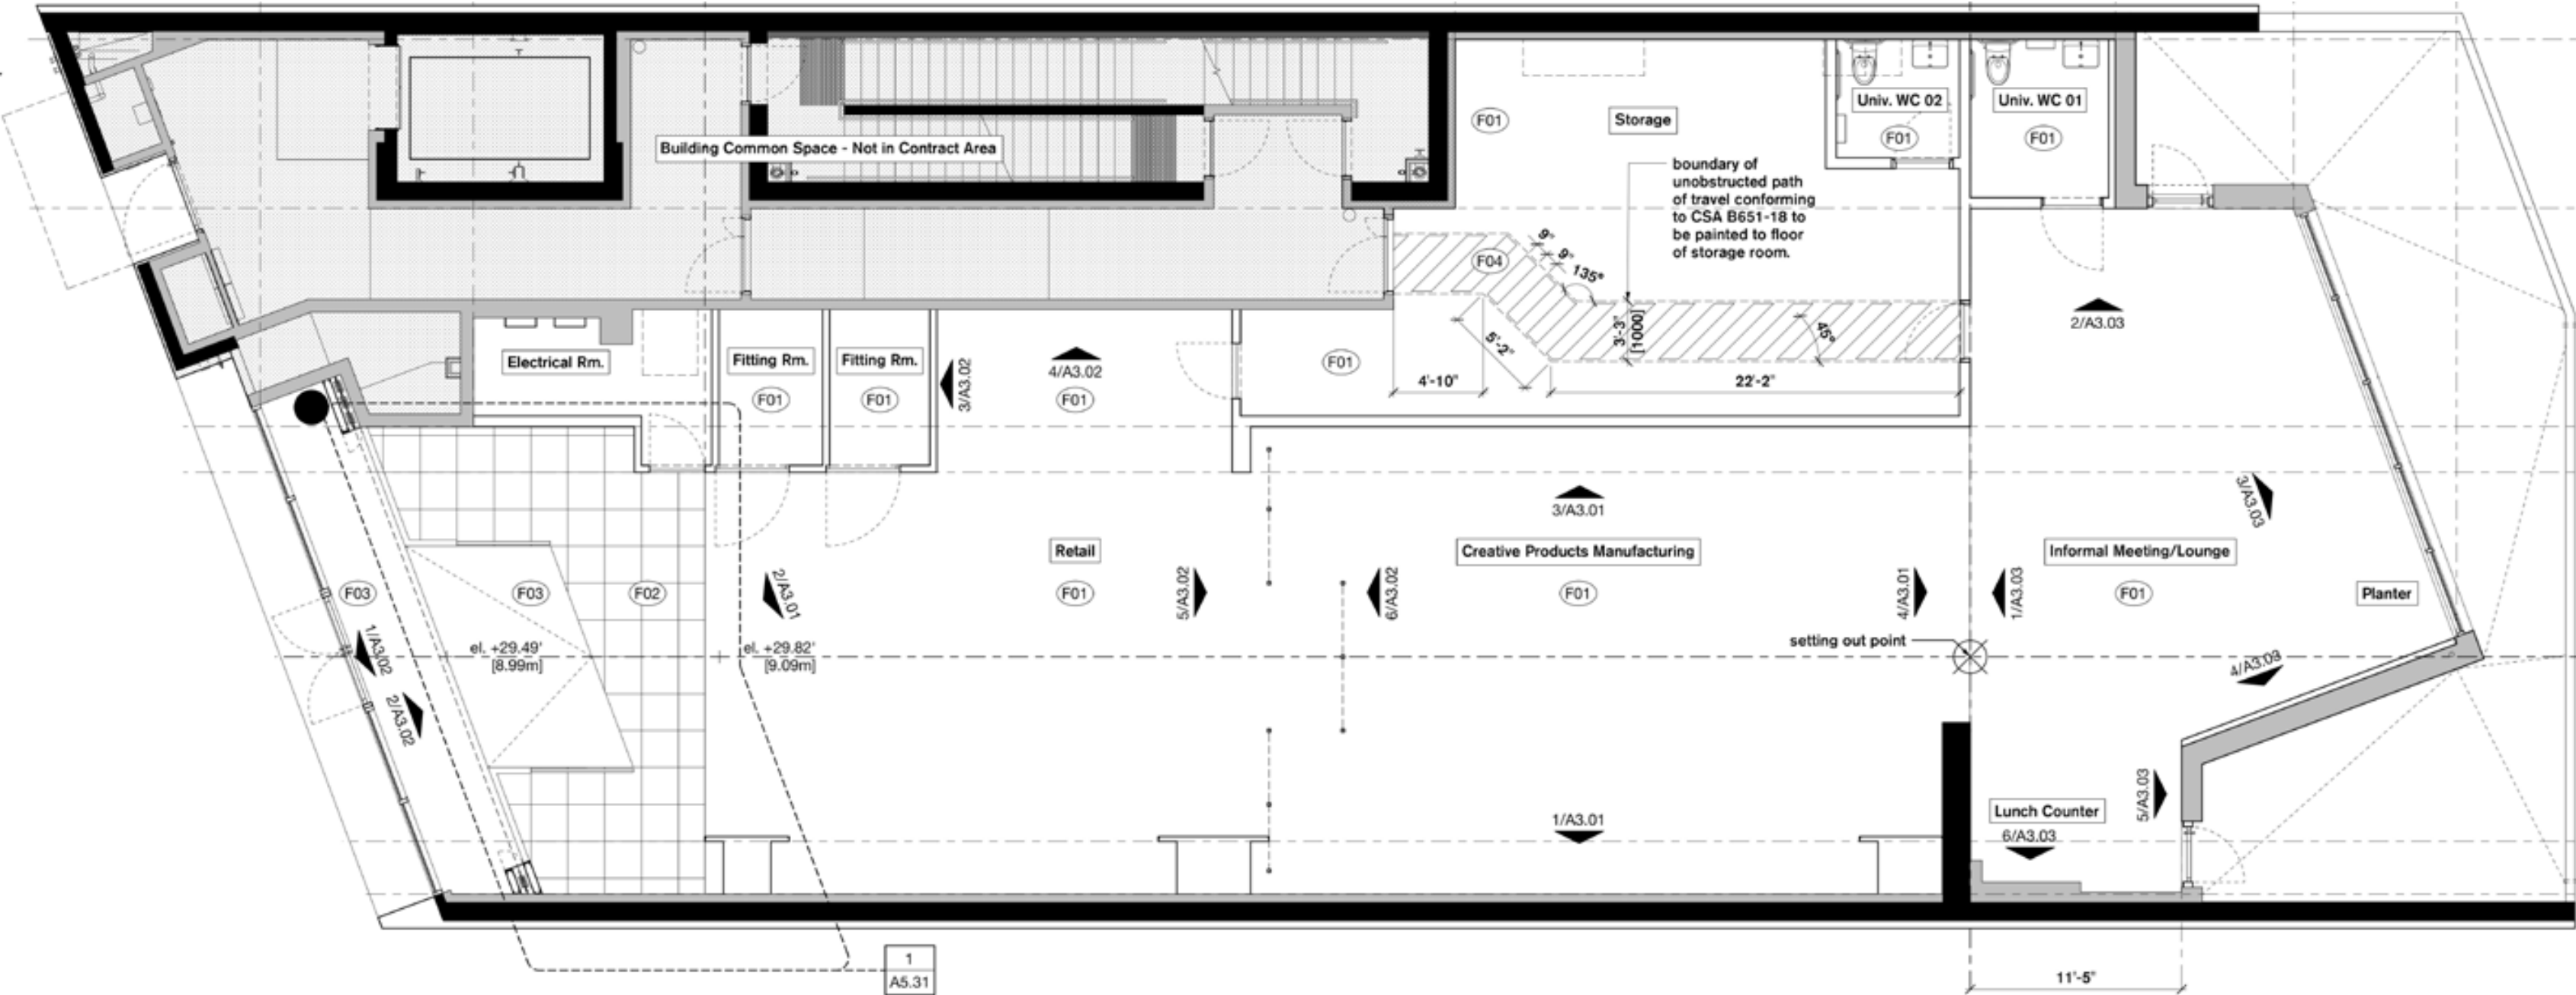 Building Common Space - Not in Contract Area
F01
Storage
Univ. WC 02
F01
Univ. WC 01
F01
boundary of
unobstructed path
of travel conforming
to CSA B651-18 to
be painted to floor
of storage room.
9"
9"
135°
F04
3'-3"
[1000]
45°
5'-2"
4'-10"
22'-2"
2/A3.03
Electrical Rm.
Fitting Rm.
F01
Fitting Rm.
F01
3/A3.02
4/A3.02
F01
F01
3/A3.01
3/A3.03
Retail
F01
Creative Products Manufacturing
F01
Informal Meeting/Lounge
F01
Planter
F03
F03
F02
2/A3.01
5/A3.02
6/A3.02
4/A3.01
1/A3.03
1/A3.02
2/A3.02
el. +29.49'
[8.99m]
el. +29.82'
[9.09m]
setting out point
4/A3.03
5/A3.03
Lunch Counter
6/A3.03
1/A3.01
1
A5.31
11'-5"